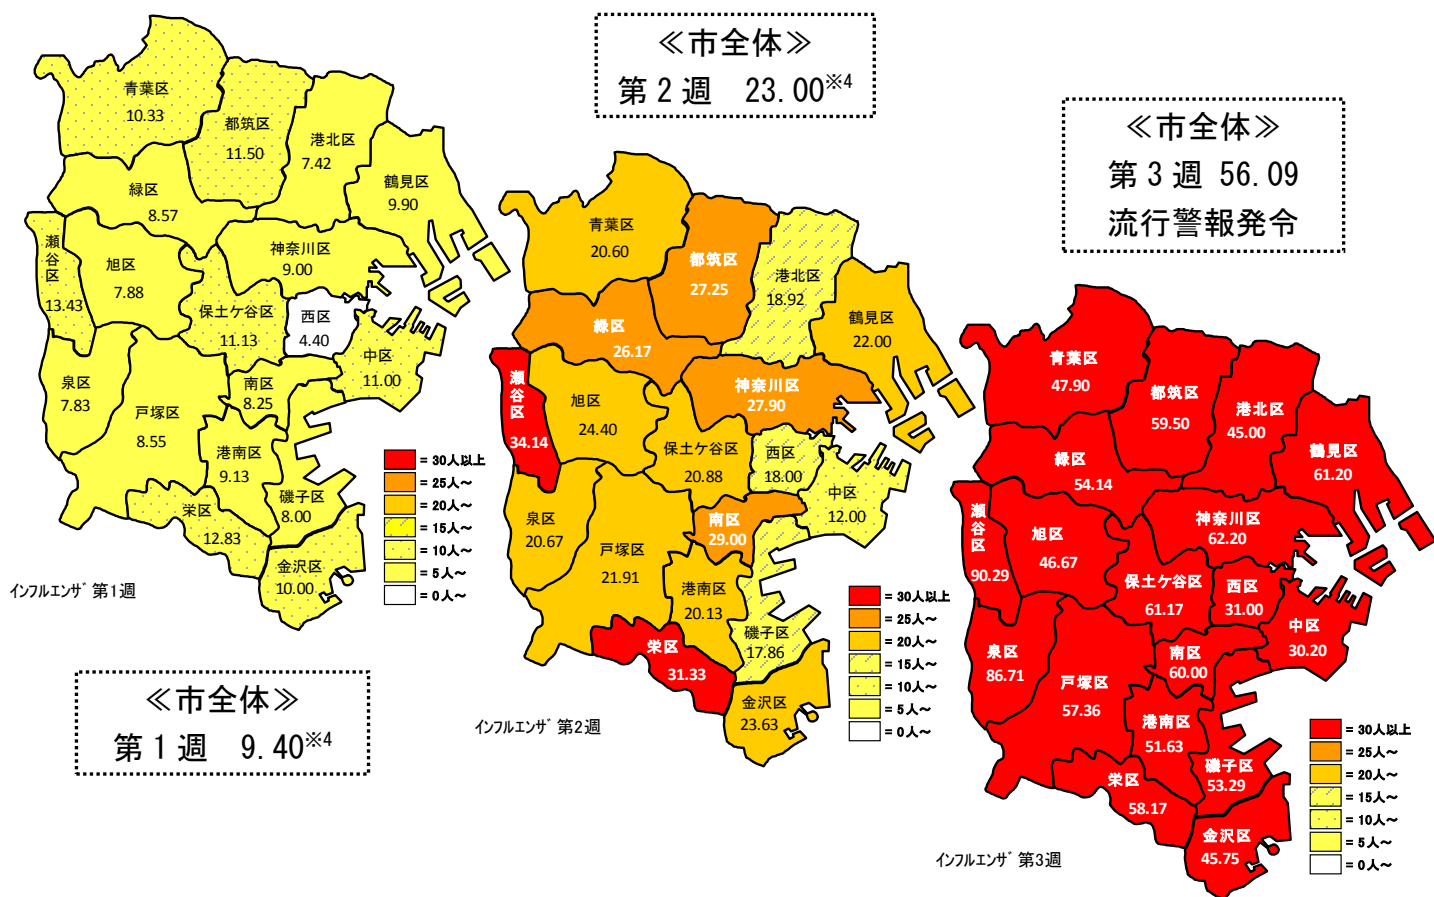 青葉区
10.33
都筑区
11.50
港北区
7.42
鶴見区
9.90
緑区
8.57
瀬谷区
13.43
旭区
7.88
神奈川区
9.00
保土ケ谷区
11.13
西区
4.40
中区
11.00
泉区
7.83
戸塚区
8.55
南区
8.25
港南区
9.13
磯子区
8.00
栄区
12.83
金沢区
10.00
= 30人以上
= 25人～
= 20人～
= 15人～
= 10人～
= 5人～
= 0人～
インフルエンザ 第1週
≪市全体≫
第1週 9.40※4
≪市全体≫
第2週 23.00※4
青葉区
20.60
都筑区
27.25
港北区
18.92
鶴見区
22.00
緑区
26.17
瀬谷区
34.14
旭区
24.40
神奈川区
27.90
保土ケ谷区
20.88
西区
18.00
中区
12.00
泉区
20.67
戸塚区
21.91
南区
29.00
港南区
20.13
磯子区
17.86
栄区
31.33
金沢区
23.63
= 30人以上
= 25人～
= 20人～
= 15人～
= 10人～
= 5人～
= 0人～
インフルエンザ 第2週
≪市全体≫
第3週 56.09
流行警報発令
青葉区
47.90
都筑区
59.50
港北区
45.00
鶴見区
61.20
緑区
54.14
瀬谷区
90.29
旭区
46.67
神奈川区
62.20
保土ケ谷区
61.17
西区
31.00
中区
30.20
泉区
86.71
戸塚区
57.36
南区
60.00
港南区
51.63
磯子区
53.29
栄区
58.17
金沢区
45.75
= 30人以上
= 25人～
= 20人～
= 15人～
= 10人～
= 5人～
= 0人～
インフルエンザ 第3週